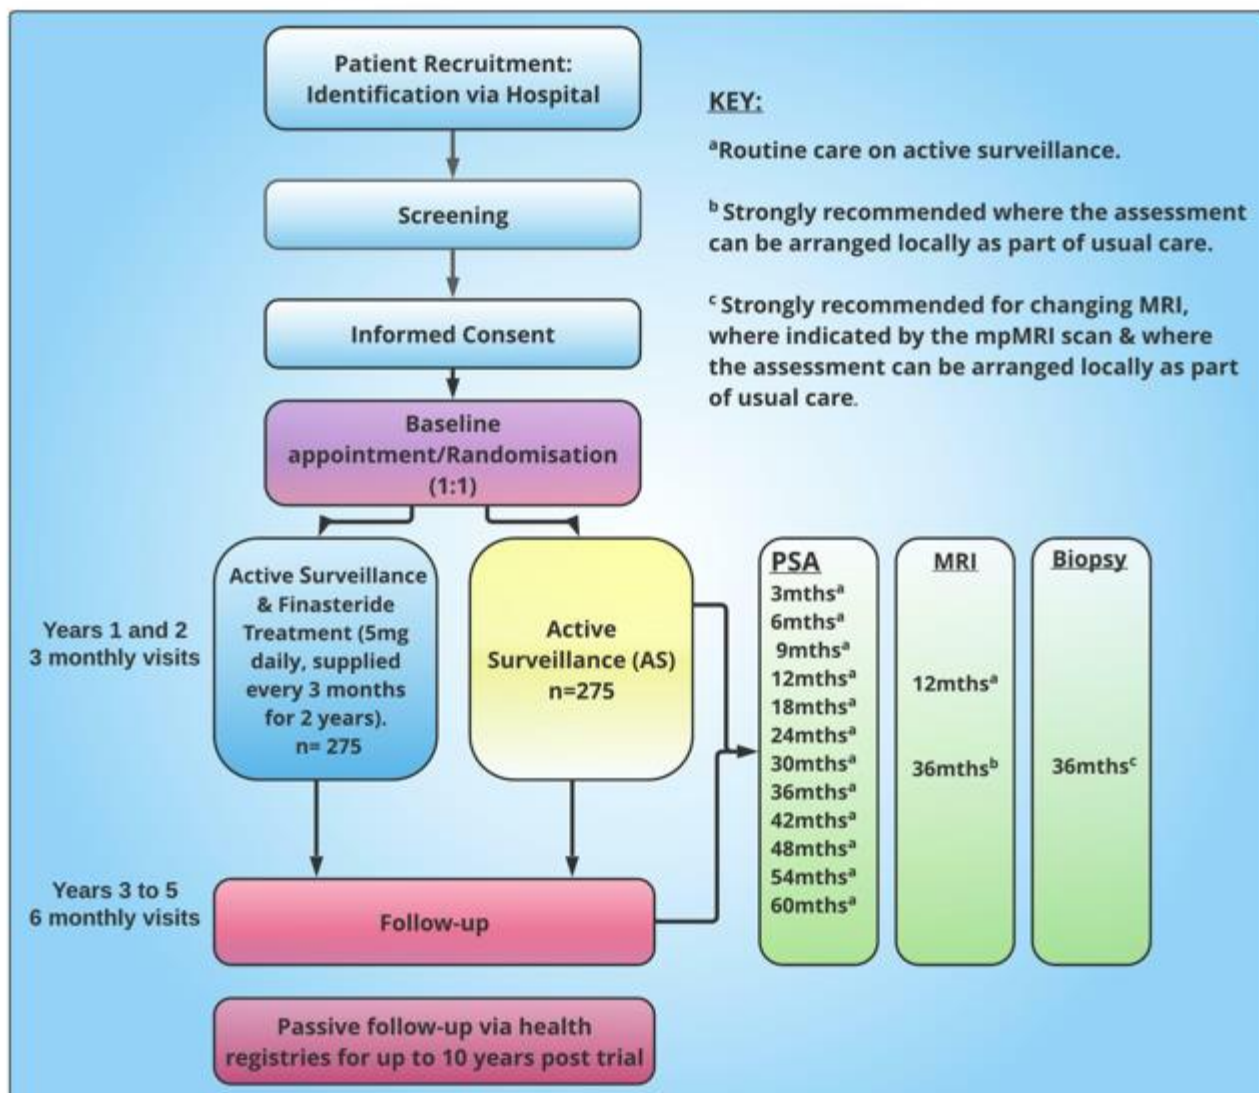 Patient Recruitment:
Identification via Hospital
Screening
Informed Consent
Baseline
appointment/Randomisation
(1:1)
KEY:
ᵃRoutine care on active surveillance.
ᵇ Strongly recommended where the assessment
can be arranged locally as part of usual care.
ᶜ Strongly recommended for changing MRI,
where indicated by the mpMRI scan & where
the assessment can be arranged locally as part
of usual care.
Years 1 and 2
3 monthly visits
Active Surveillance
& Finasteride
Treatment (5mg
daily, supplied
every 3 months
for 2 years).
n= 275
Active
Surveillance (AS)
n=275
PSA
3mthsᵃ
6mthsᵃ
9mthsᵃ
12mthsᵃ
18mthsᵃ
24mthsᵃ
30mthsᵃ
36mthsᵃ
42mthsᵃ
48mthsᵃ
54mthsᵃ
60mthsᵃ
MRI
12mthsᵃ
36mthsᵇ
Biopsy
36mthsᶜ
Years 3 to 5
6 monthly visits
Follow-up
Passive follow-up via health
registries for up to 10 years post trial